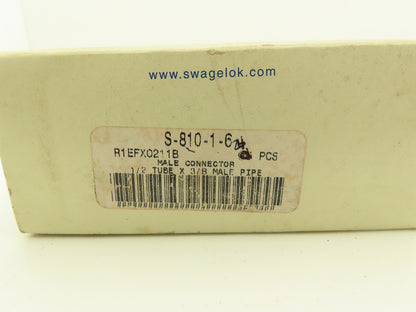 www.swagelok.com
S-810-1-6
R1EFX0211B PCS
MALE CONNECTOR
1/2 TUBE X 3/8 MALE PIPE